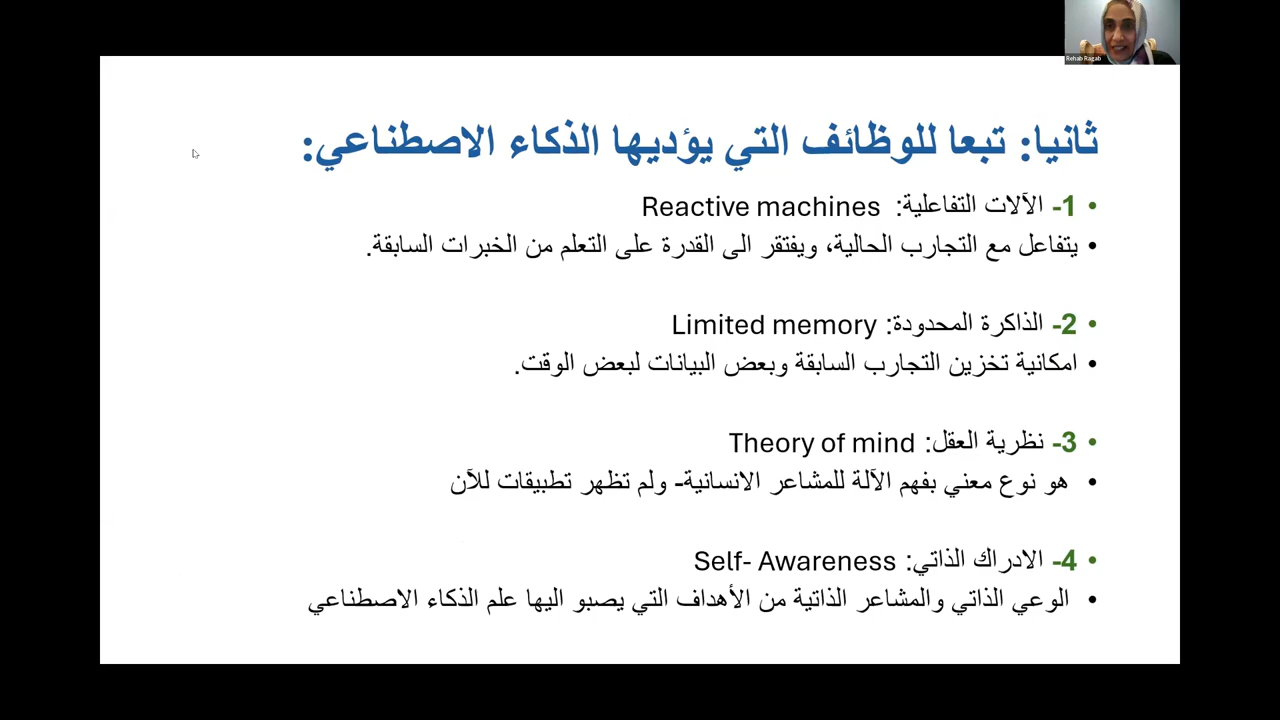 Rehab Ragab
ثانيا: تبعا للوظائف التي يؤديها الذكاء الاصطناعي:
• 1- الآلات التفاعلية: Reactive machines
• يتفاعل مع التجارب الحالية، ويفتقر الى القدرة على التعلم من الخبرات السابقة.
• 2- الذاكرة المحدودة: Limited memory
• امكانية تخزين التجارب السابقة وبعض البيانات لبعض الوقت.
• 3- نظرية العقل: Theory of mind
• هو نوع معني بفهم الآلة للمشاعر الانسانية- ولم تظهر تطبيقات للآن
• 4- الادراك الذاتي: Self- Awareness
• الوعي الذاتي والمشاعر الذاتية من الأهداف التي يصبو اليها علم الذكاء الاصطناعي